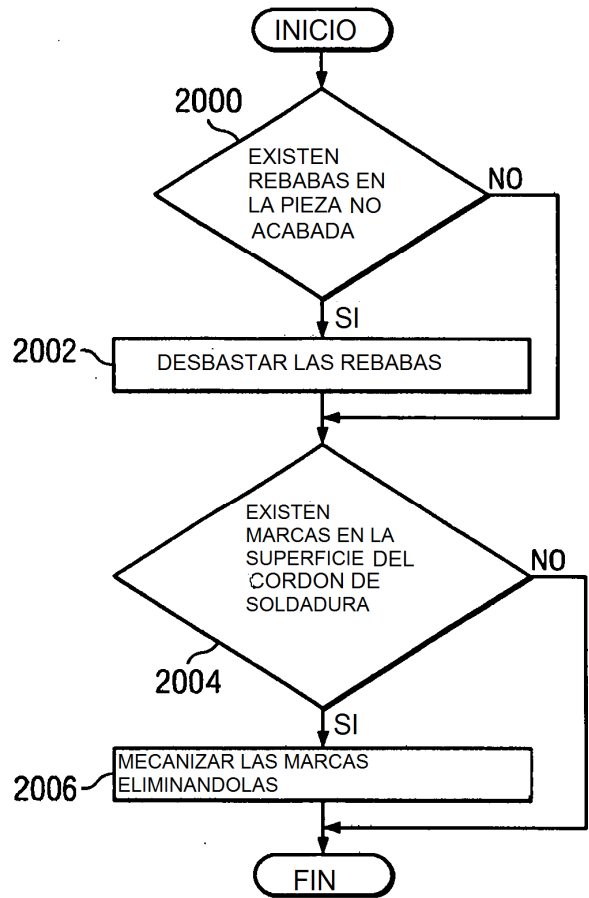 INICIO
2000
EXISTEN
REBABAS EN
LA PIEZA NO
ACABADA
NO
SI
2002
DESBASTAR LAS REBABAS
EXISTEN
MARCAS EN LA
SUPERFICIE DEL
CORDON DE
SOLDADURA
NO
2004
SI
MECANIZAR LAS MARCAS
ELIMINANDOLAS
2006
FIN